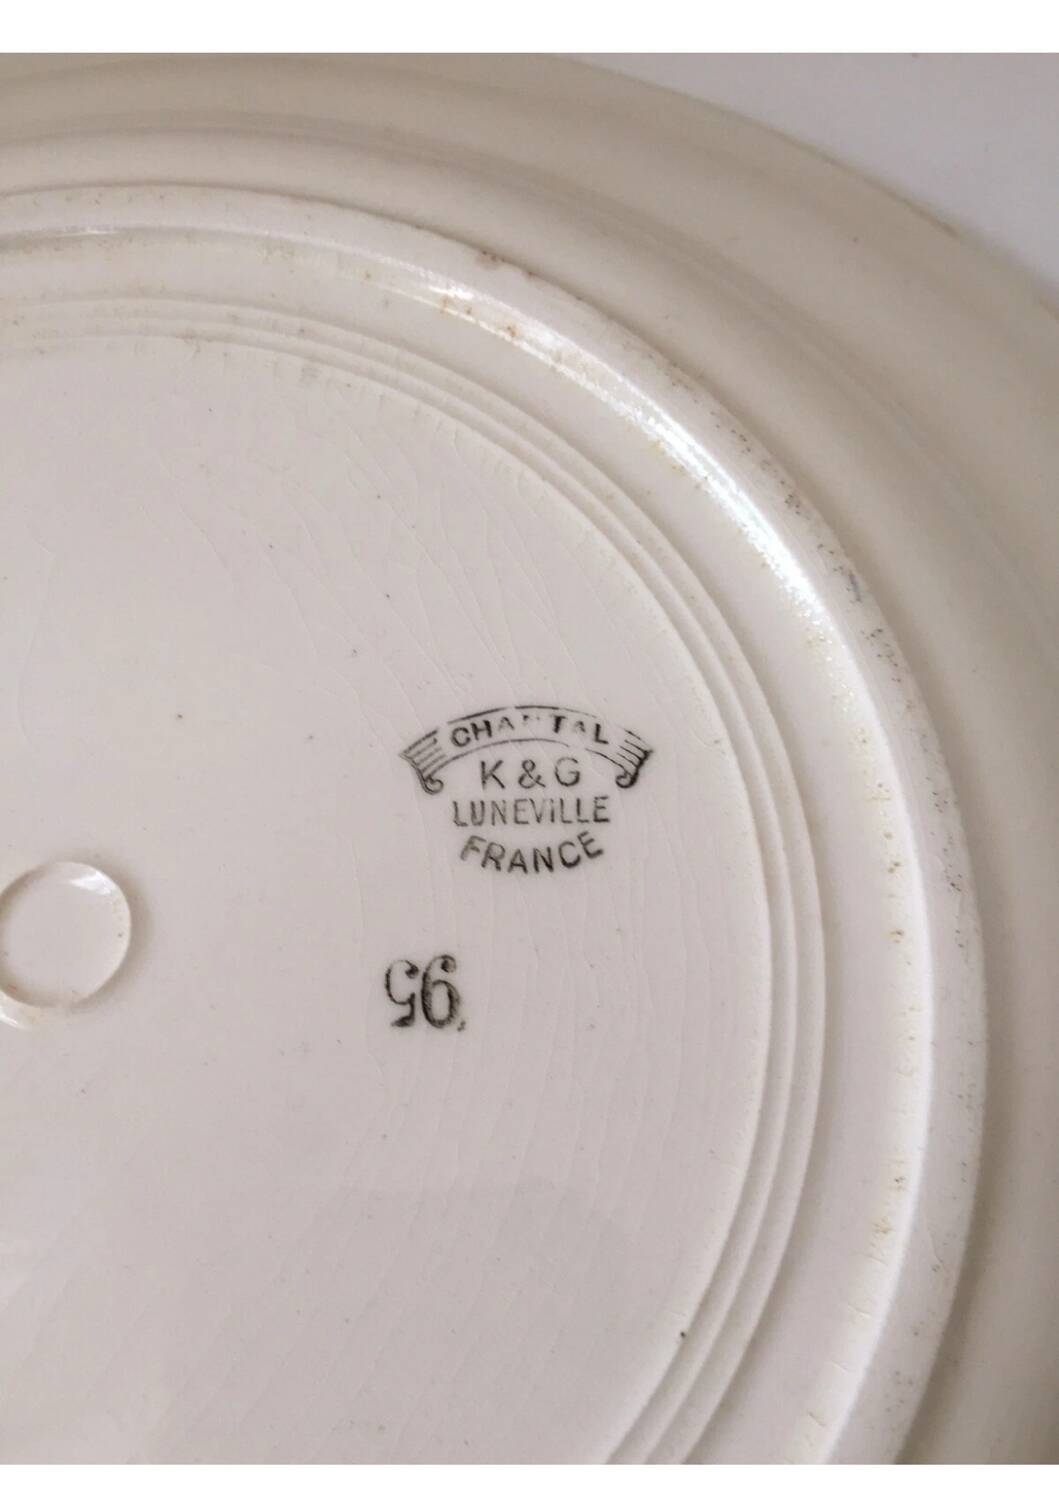 CHANTAL
K & G
LUNEVILLE
FRANCE
95